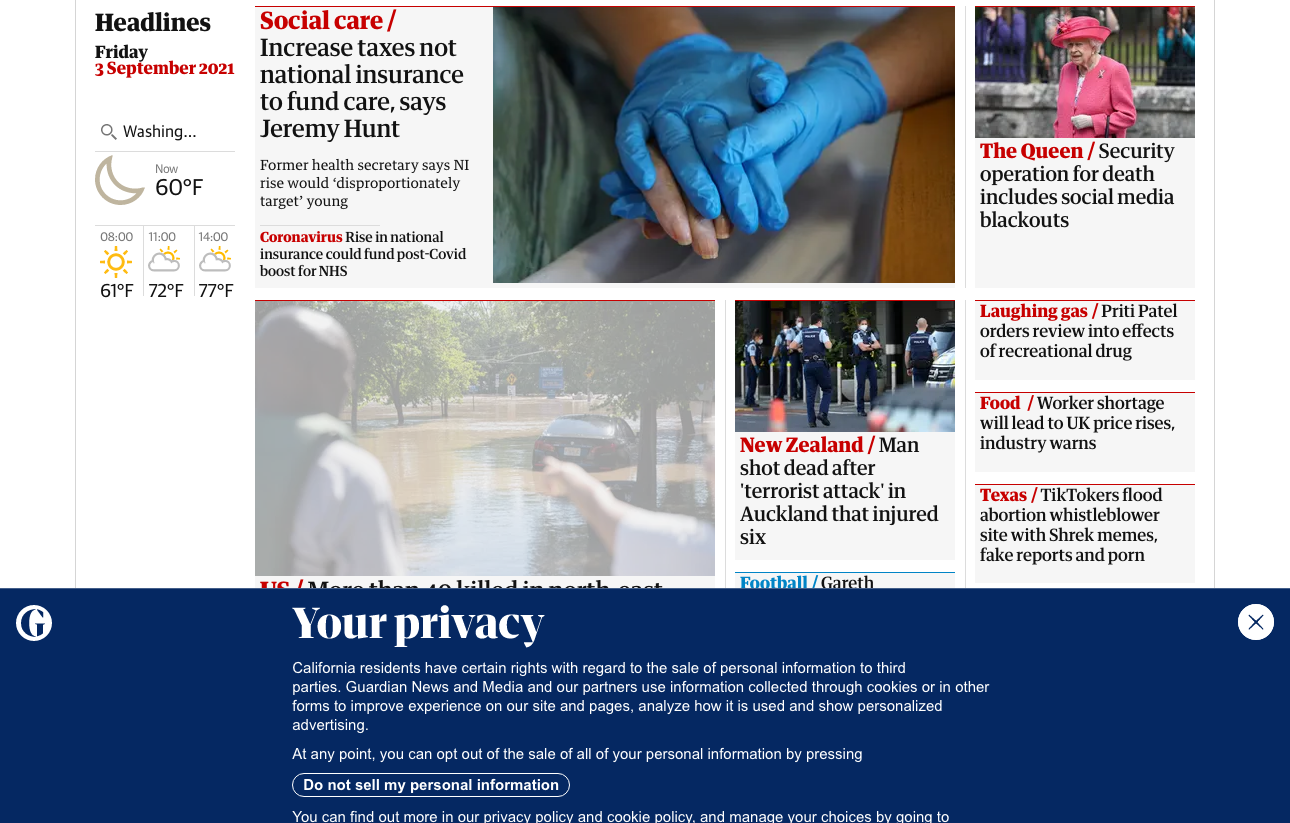 Headlines
Friday
3 September 2021
Washing...
Now
60°F
08:00
11:00
14:00
61°F
72°F
77°F
Social care /
Increase taxes not
national insurance
to fund care, says
Jeremy Hunt
Former health secretary says NI
rise would ‘disproportionately
target’ young
Coronavirus Rise in national
insurance could fund post-Covid
boost for NHS
The Queen / Security
operation for death
includes social media
blackouts
US / More than 40 killed in north-east
New Zealand / Man
shot dead after
'terrorist attack' in
Auckland that injured
six
Football / Gareth
Laughing gas / Priti Patel
orders review into effects
of recreational drug
Food / Worker shortage
will lead to UK price rises,
industry warns
Texas / TikTokers flood
abortion whistleblower
site with Shrek memes,
fake reports and porn
Your privacy
California residents have certain rights with regard to the sale of personal information to third
parties. Guardian News and Media and our partners use information collected through cookies or in other
forms to improve experience on our site and pages, analyze how it is used and show personalized
advertising.
At any point, you can opt out of the sale of all of your personal information by pressing
Do not sell my personal information
You can find out more in our privacy policy and cookie policy, and manage your choices by going to